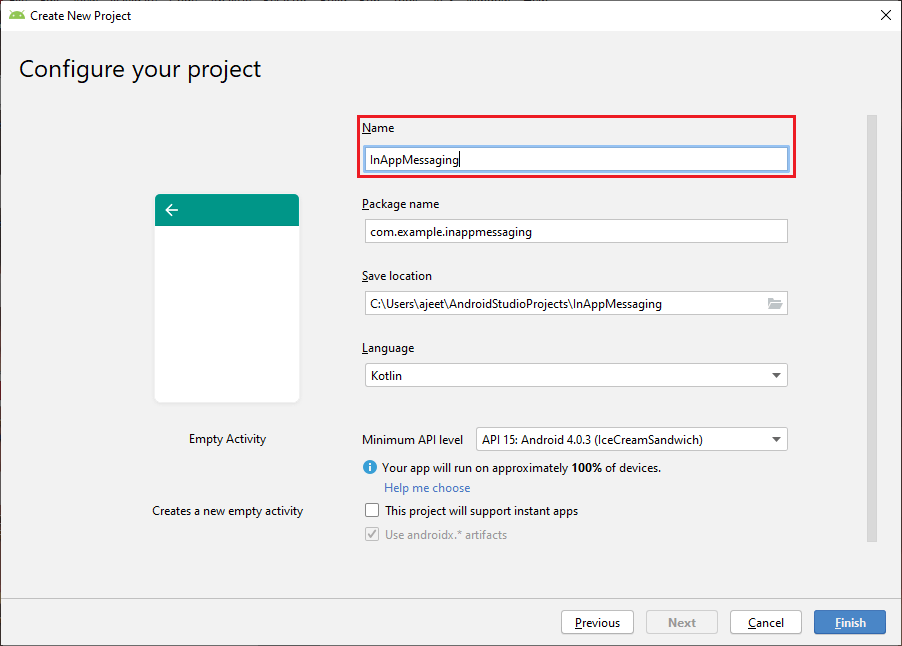 Create New Project
Configure your project
Name
InAppMessaging
Package name
com.example.inappmessaging
Save location
C:\Users\ajeet\AndroidStudioProjects\InAppMessaging
Language
Kotlin
Empty Activity
Minimum API level API 15: Android 4.0.3 (IceCreamSandwich)
Your app will run on approximately 100% of devices.
Help me choose
Creates a new empty activity
This project will support instant apps
Use androidx.* artifacts
Previous Next Cancel Finish